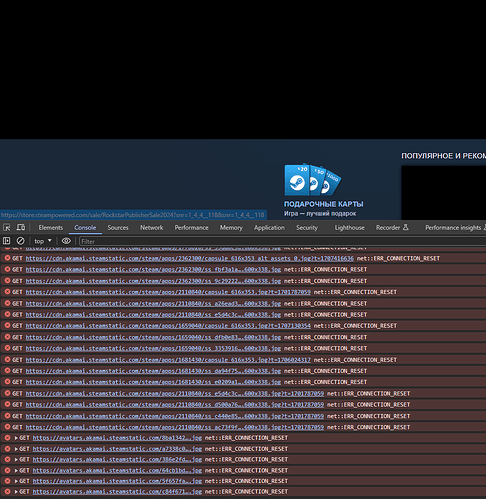 $20
$50
$100
ПОПУЛЯРНОЕ И РЕКОМ
ПОДАРОЧНЫЕ КАРТЫ
Игра — лучший подарок
https://store.steampowered.com/sale/RockstarPublisherSale2024?snr=1_4_4__118&snr=1_4_4__118
Elements Console Sources Network Performance Memory Application Security Lighthouse Recorder Performance insights
top Filter
GET https://cdn.akamai.steamstatic.com/steam/apps/2362300/capsule_616x353_alt_assets_0.jpg?t=1707416636 net::ERR_CONNECTION_RESET
GET https://cdn.akamai.steamstatic.com/steam/apps/2362300/ss_fbf3a1a….600x338.jpg net::ERR_CONNECTION_RESET
GET https://cdn.akamai.steamstatic.com/steam/apps/2362300/ss_9c29222….600x338.jpg net::ERR_CONNECTION_RESET
GET https://cdn.akamai.steamstatic.com/steam/apps/2110840/capsule_616x353.jpg?t=1701787059 net::ERR_CONNECTION_RESET
GET https://cdn.akamai.steamstatic.com/steam/apps/2110840/ss_a26ead3….600x338.jpg net::ERR_CONNECTION_RESET
GET https://cdn.akamai.steamstatic.com/steam/apps/2110840/ss_e5d4c3c….600x338.jpg net::ERR_CONNECTION_RESET
GET https://cdn.akamai.steamstatic.com/steam/apps/1659040/capsule_616x353.jpg?t=1707130354 net::ERR_CONNECTION_RESET
GET https://cdn.akamai.steamstatic.com/steam/apps/1659040/ss_dfb0e83….600x338.jpg net::ERR_CONNECTION_RESET
GET https://cdn.akamai.steamstatic.com/steam/apps/1659040/ss_3353916….600x338.jpg net::ERR_CONNECTION_RESET
GET https://cdn.akamai.steamstatic.com/steam/apps/1681430/capsule_616x353.jpg?t=1706024317 net::ERR_CONNECTION_RESET
GET https://cdn.akamai.steamstatic.com/steam/apps/1681430/ss_da94f75….600x338.jpg net::ERR_CONNECTION_RESET
GET https://cdn.akamai.steamstatic.com/steam/apps/1681430/ss_e0209a1….600x338.jpg net::ERR_CONNECTION_RESET
GET https://cdn.akamai.steamstatic.com/steam/apps/2110840/ss_e5d4c3c….600x338.jpg?t=1701787059 net::ERR_CONNECTION_RESET
GET https://cdn.akamai.steamstatic.com/steam/apps/2110840/ss_d500a76….600x338.jpg?t=1701787059 net::ERR_CONNECTION_RESET
GET https://cdn.akamai.steamstatic.com/steam/apps/2110840/ss_c440e85….600x338.jpg?t=1701787059 net::ERR_CONNECTION_RESET
GET https://cdn.akamai.steamstatic.com/steam/apps/2110840/ss_ac73f9f….600x338.jpg?t=1701787059 net::ERR_CONNECTION_RESET
GET https://avatars.akamai.steamstatic.com/8ba1342….jpg net::ERR_CONNECTION_RESET
GET https://avatars.akamai.steamstatic.com/a7338c0….jpg net::ERR_CONNECTION_RESET
GET https://avatars.akamai.steamstatic.com/386e2fd….jpg net::ERR_CONNECTION_RESET
GET https://avatars.akamai.steamstatic.com/64cb1bd….jpg net::ERR_CONNECTION_RESET
GET https://avatars.akamai.steamstatic.com/5f657fa….jpg net::ERR_CONNECTION_RESET
GET https://avatars.akamai.steamstatic.com/c84f671….jpg net::ERR_CONNECTION_RESET